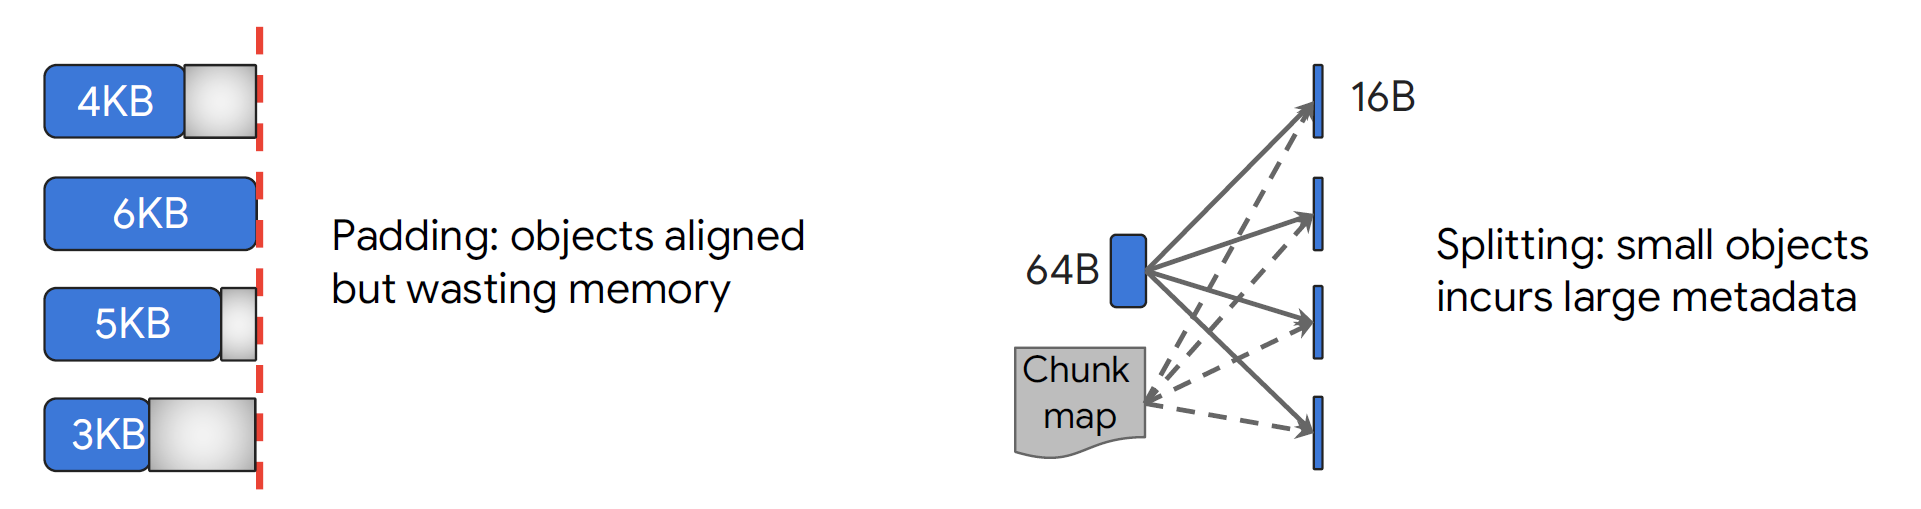 4KB
6KB
5KB
3KB
Padding: objects aligned
but wasting memory
64B
Chunk
map
16B
Splitting: small objects
incurs large metadata